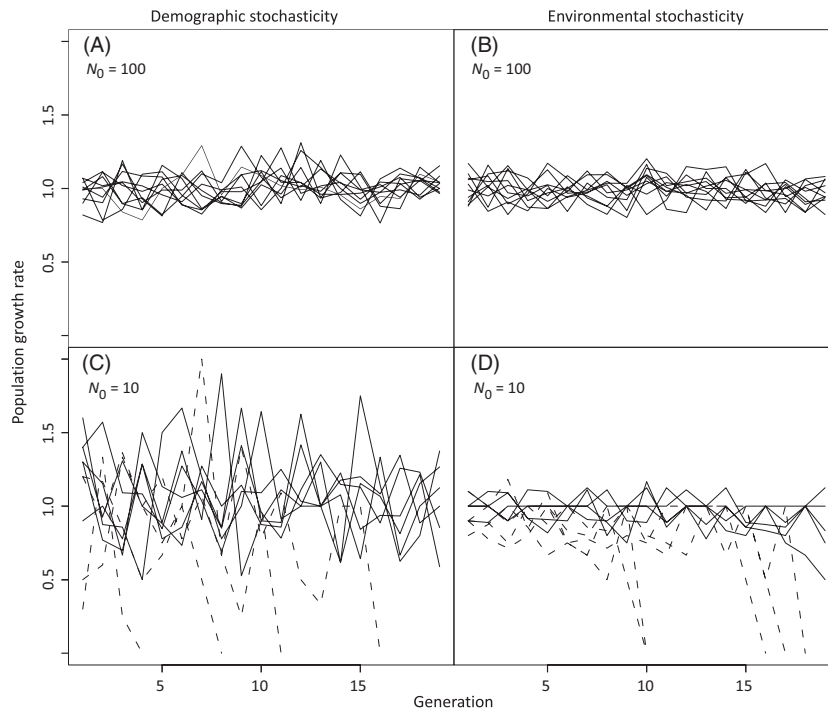 Demographic stochasticity
Environmental stochasticity
(A)
N0 = 100
(B)
N0 = 100
1.5
1.0
0.5
Population growth rate
(C)
N0 = 10
(D)
N0 = 10
1.5
1.0
0.5
5
10
15
5
10
15
Generation